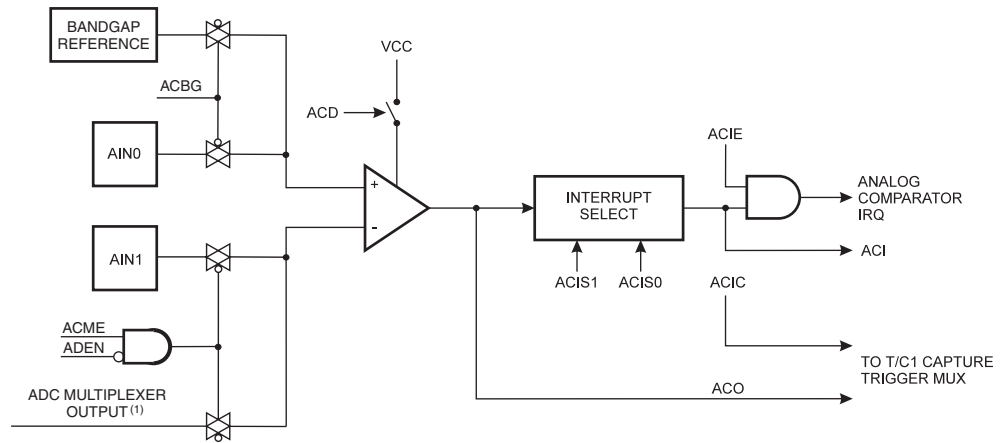 BANDGAP
REFERENCE
VCC
ACBG
ACD
AIN0
ACIE
+
INTERRUPT
SELECT
ANALOG
COMPARATOR
IRQ
-
AIN1
ACI
ACIS1
ACIS0
ACIC
ACME
ADEN
TO T/C1 CAPTURE
TRIGGER MUX
ADC MULTIPLEXER
OUTPUT (1)
ACO